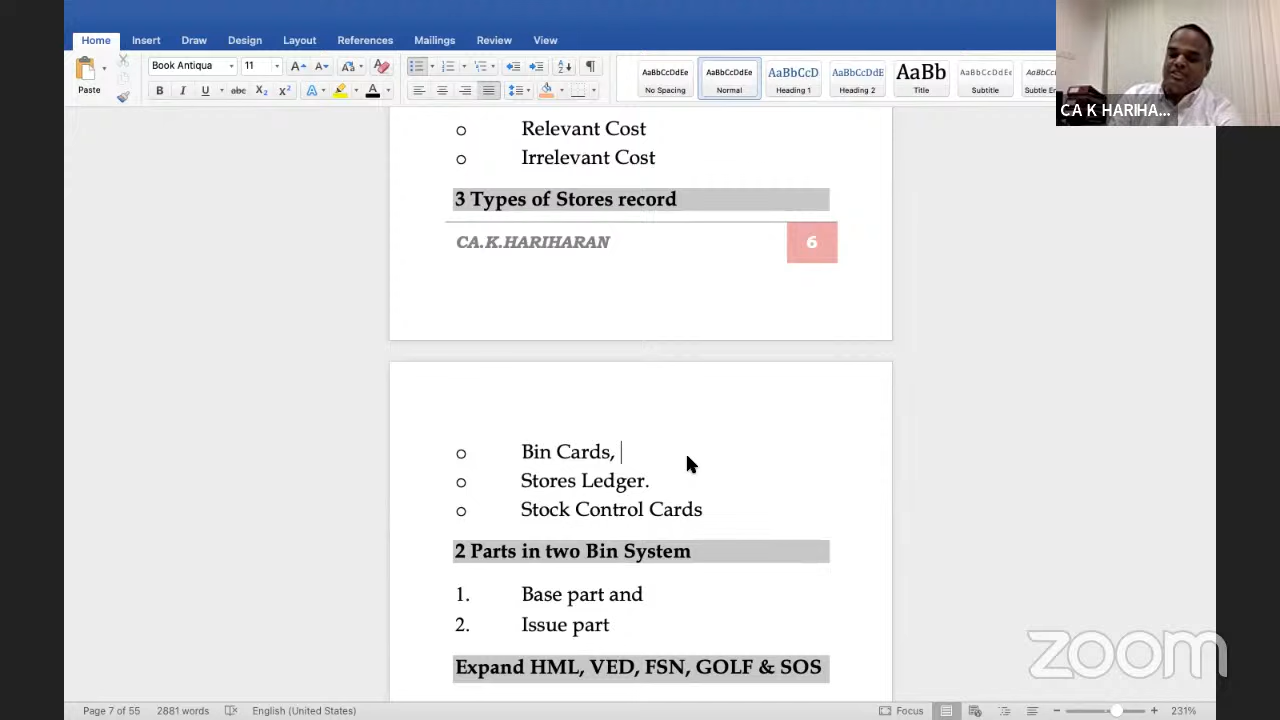 Home Insert Draw Design Layout References Mailings Review View
Paste
Book Antiqua 11
AaBbCcDdEe AaBbCcDdEe AaBbCcD AaBbCcDdE AaBb AaBbCcDdEe
No Spacing Normal Heading 1 Heading 2 Title Subtitle
CA K HARIHA...
o Relevant Cost
o Irrelevant Cost
3 Types of Stores record
CA.K.HARIHARAN 6
o Bin Cards,
o Stores Ledger.
o Stock Control Cards
2 Parts in two Bin System
1. Base part and
2. Issue part
Expand HML, VED, FSN, GOLF & SOS
zoom
Page 7 of 55 2881 words English (United States) Focus 231%